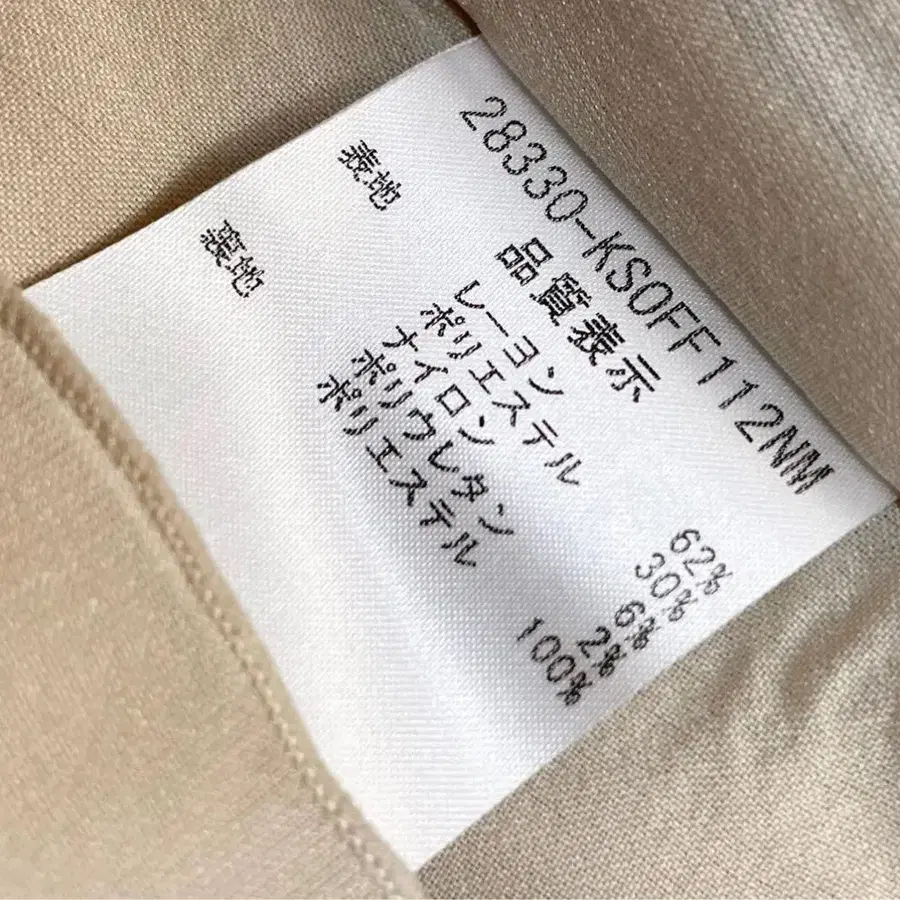 28330-KSOFF112NM
品質表示
表地 レーヨン 62%
ポリエステル 30%
ナイロン 6%
ポリウレタン 2%
裏地 ポリエステル 100%